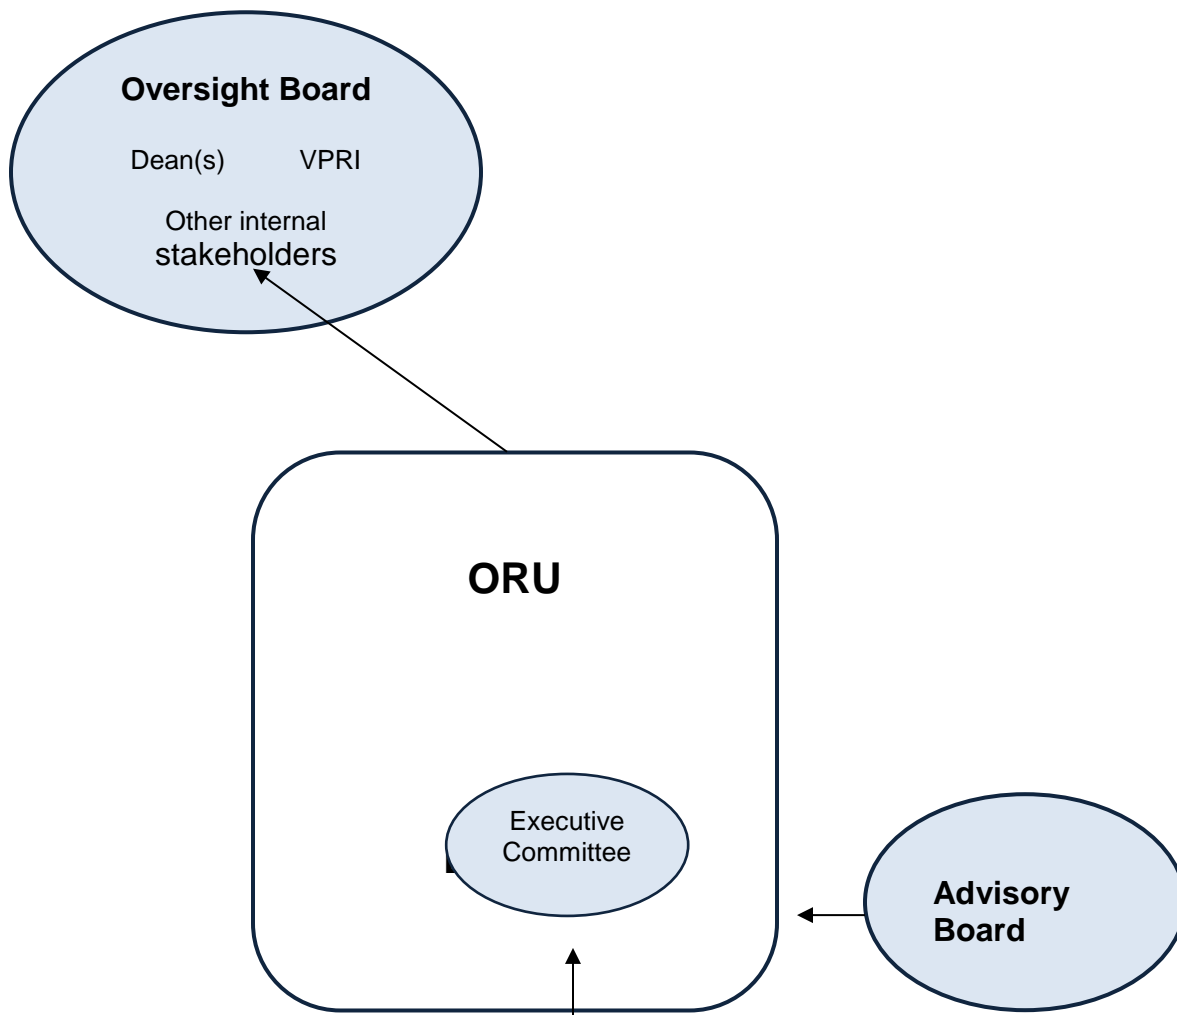 Oversight Board
Dean(s) VPRI
Other internal
stakeholders
ORU
Executive
Committee
Advisory
Board